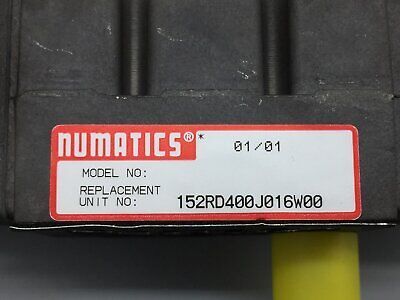 numatics®*
01/01
MODEL NO:
REPLACEMENT
UNIT NO: 152RD400J016W00